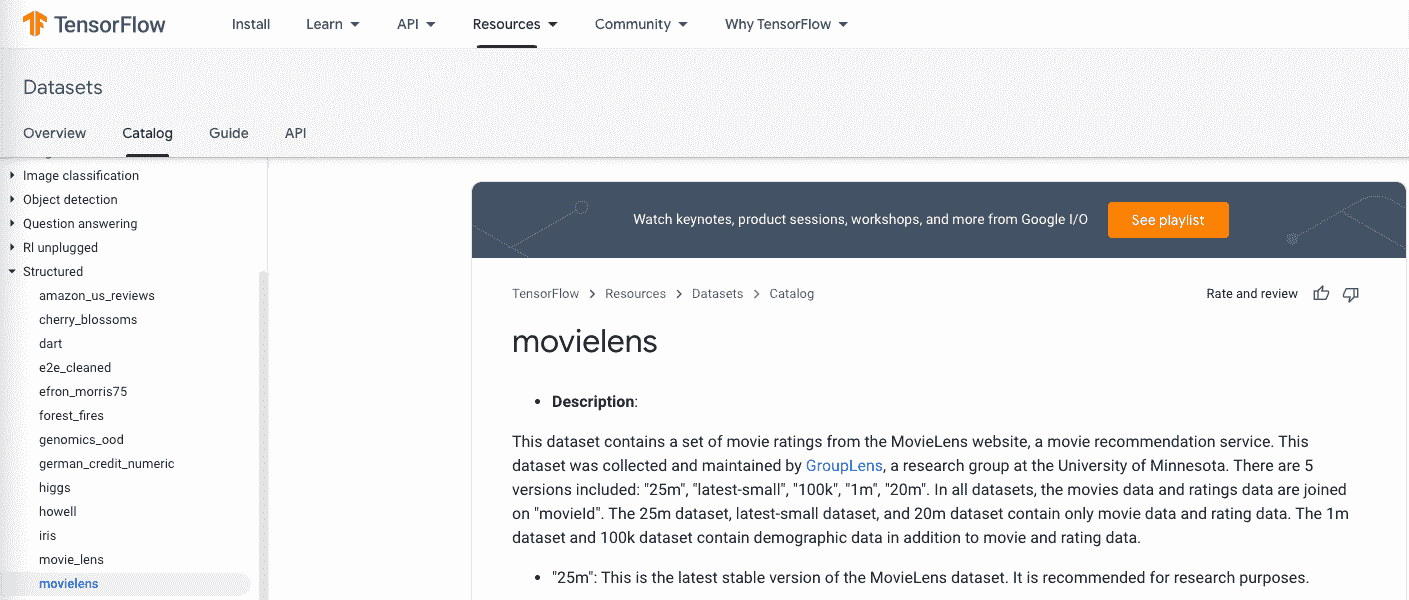 TensorFlow Install Learn API Resources Community Why TensorFlow
Datasets
Overview Catalog Guide API
Image classification
Object detection
Question answering
Rl unplugged
Structured
amazon_us_reviews
cherry_blossoms
dart
e2e_cleaned
efron_morris75
forest_fires
genomics_ood
german_credit_numeric
higgs
howell
iris
movie_lens
movielens
Watch keynotes, product sessions, workshops, and more from Google I/O See playlist
TensorFlow > Resources > Datasets > Catalog Rate and review
movielens
• Description:
This dataset contains a set of movie ratings from the MovieLens website, a movie recommendation service. This
dataset was collected and maintained by GroupLens, a research group at the University of Minnesota. There are 5
versions included: "25m", "latest-small", "100k", "1m", "20m". In all datasets, the movies data and ratings data are joined
on "movieId". The 25m dataset, latest-small dataset, and 20m dataset contain only movie data and rating data. The 1m
dataset and 100k dataset contain demographic data in addition to movie and rating data.
• "25m": This is the latest stable version of the MovieLens dataset. It is recommended for research purposes.